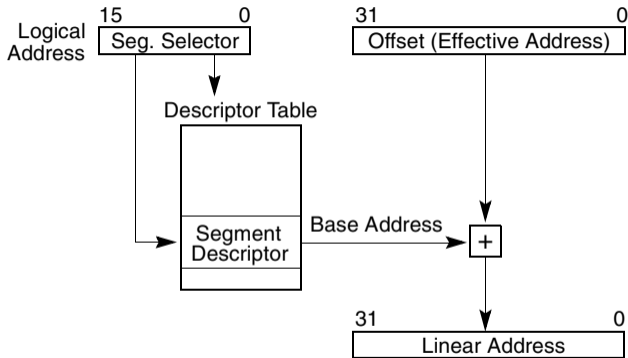 15 0 31 0
Logical Address
Seg. Selector
Offset (Effective Address)
Descriptor Table
Base Address
Segment
Descriptor
+
31 0
Linear Address